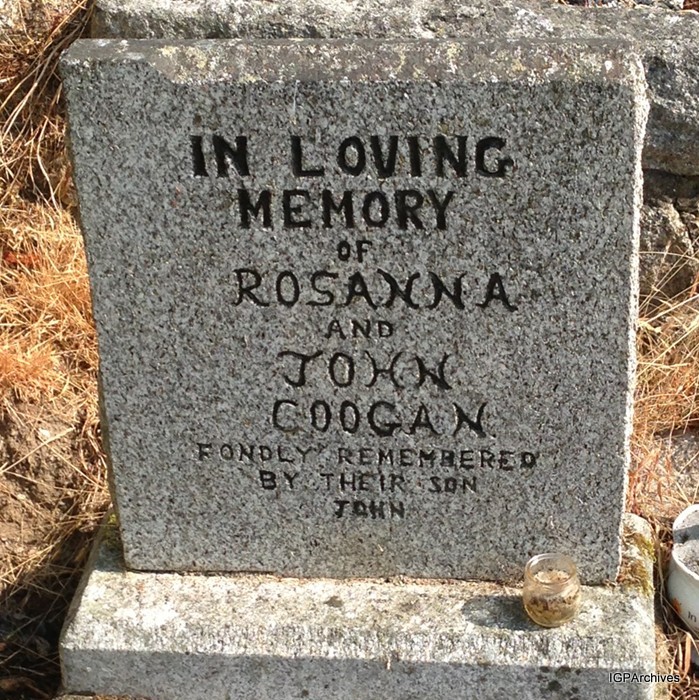 IN LOVING
MEMORY
OF
ROSANNA
AND
JOHN
COOGAN
FONDLY REMEMBERED
BY THEIR SON
JOHN
IGPArchives